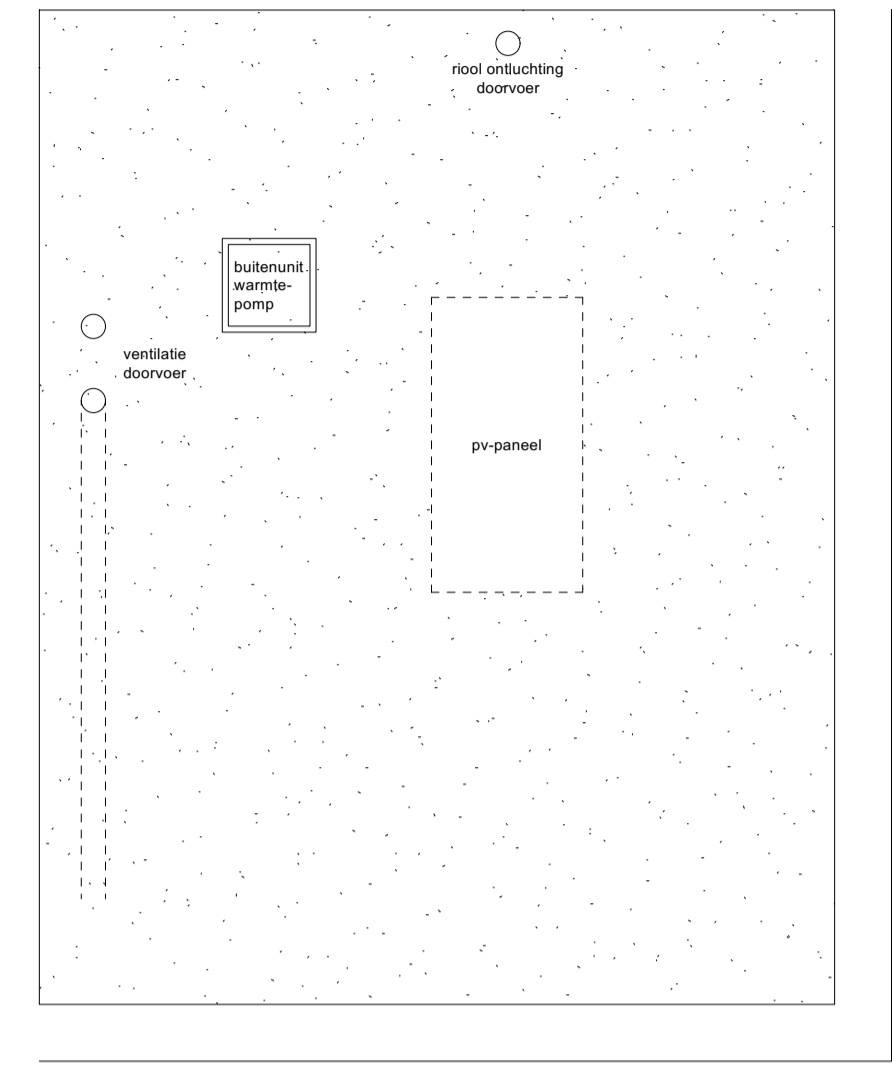 riool ontluchting
doorvoer
buitenunit
warmte-
pomp
ventilatie
doorvoer
pv-paneel